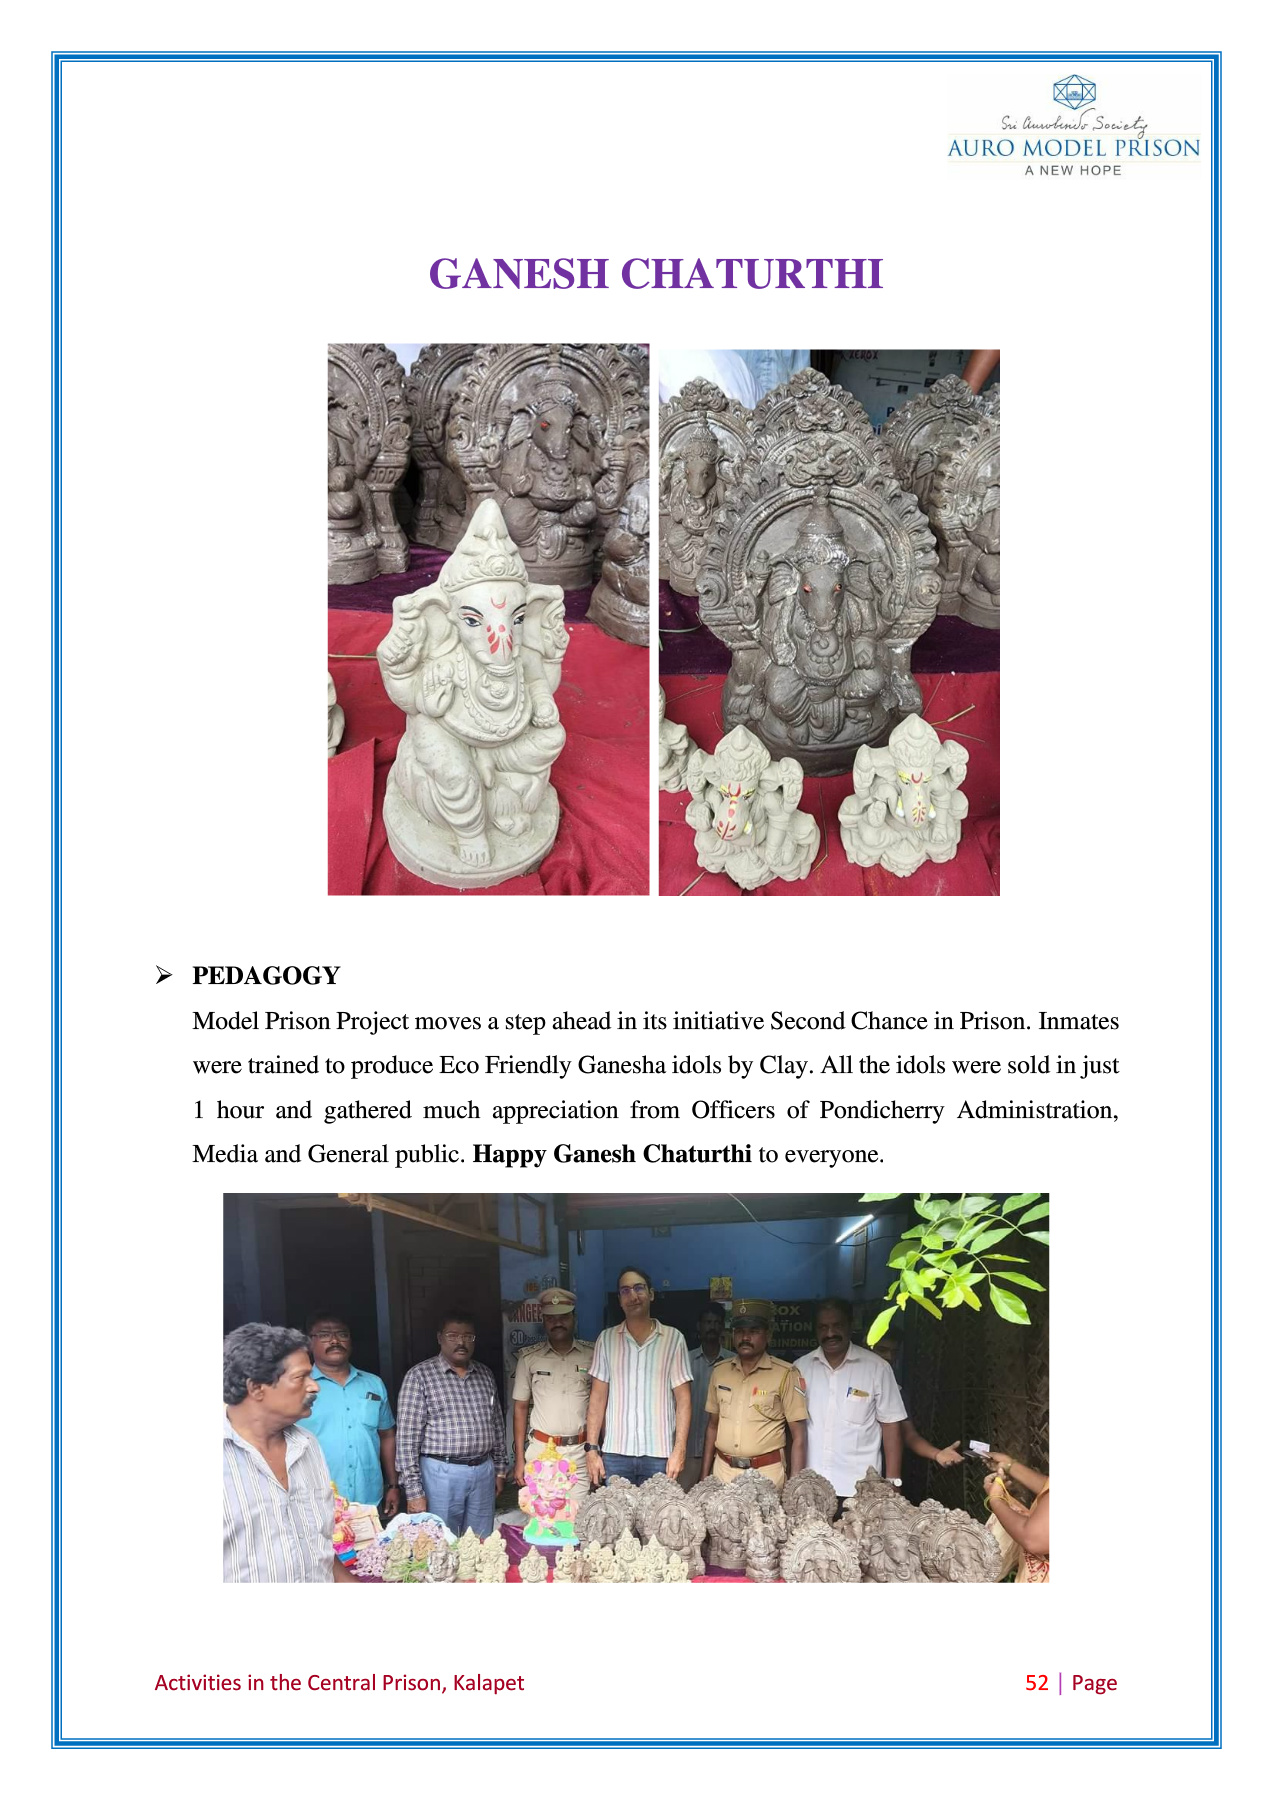 Sri Aurobindo Society
AURO MODEL PRISON
A NEW HOPE
GANESH CHATURTHI
XEROX
➢ PEDAGOGY
Model Prison Project moves a step ahead in its initiative Second Chance in Prison. Inmates
were trained to produce Eco Friendly Ganesha idols by Clay. All the idols were sold in just
1 hour and gathered much appreciation from Officers of Pondicherry Administration,
Media and General public. Happy Ganesh Chaturthi to everyone.
30
BINDING
Activities in the Central Prison, Kalapet
52 | Page